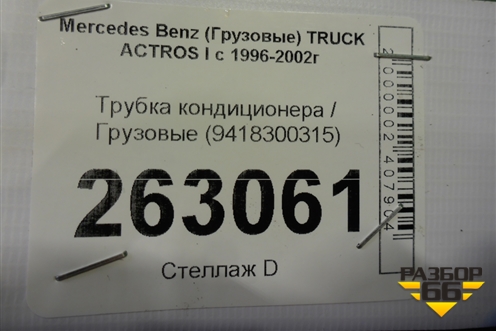 Mercedes Benz (Грузовые) TRUCK
ACTROS I с 1996-2002г
Трубка кондиционера /
Грузовые (9418300315)
263061
Стеллаж D
2000002407904
РАЗБОР
66